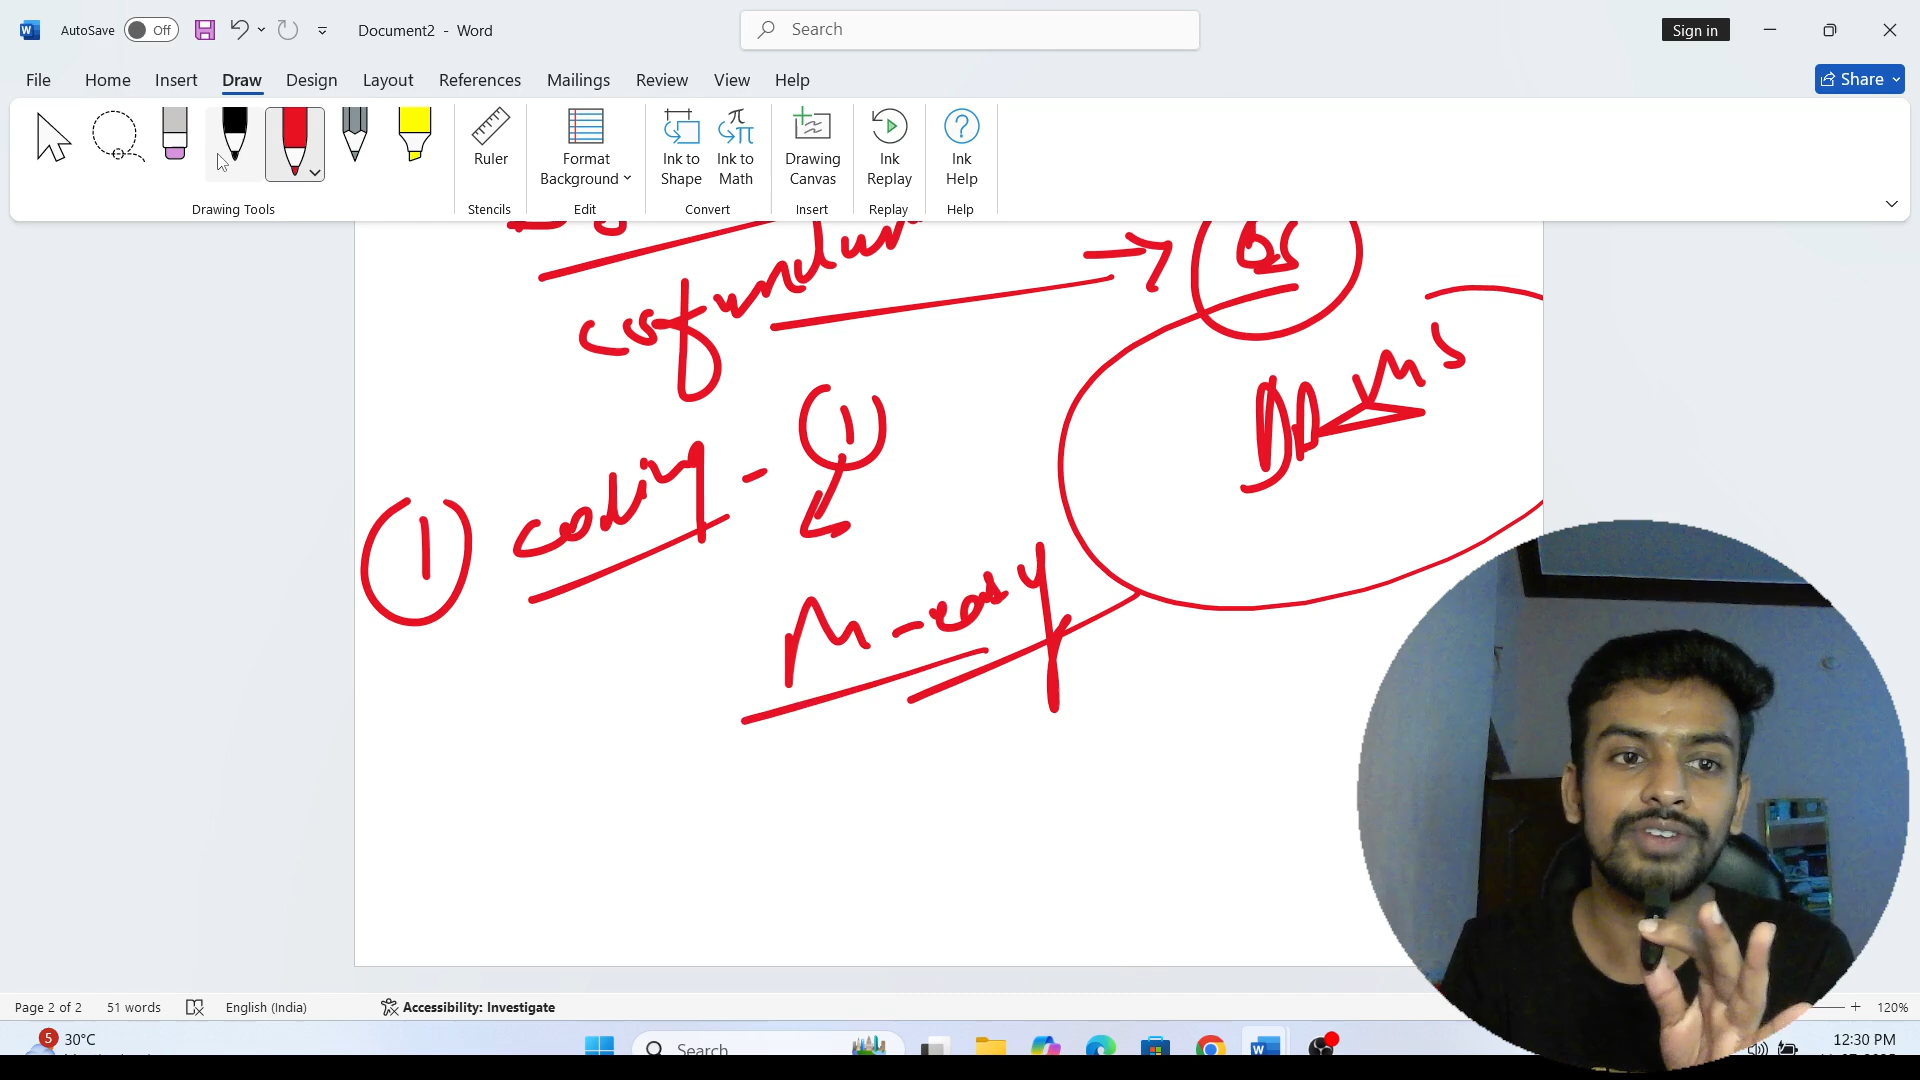 AutoSave Off Document2 - Word Search Sign in
File Home Insert Draw Design Layout References Mailings Review View Help Share
Ruler Format Background Ink to Shape Ink to Math Drawing Canvas Ink Replay Ink Help
Drawing Tools Stencils Edit Convert Insert Replay Help
OS
DBMS
1 coding - 1
M-easy
Page 2 of 2 51 words English (India) Accessibility: Investigate 120%
5 30°C Search 12:30 PM